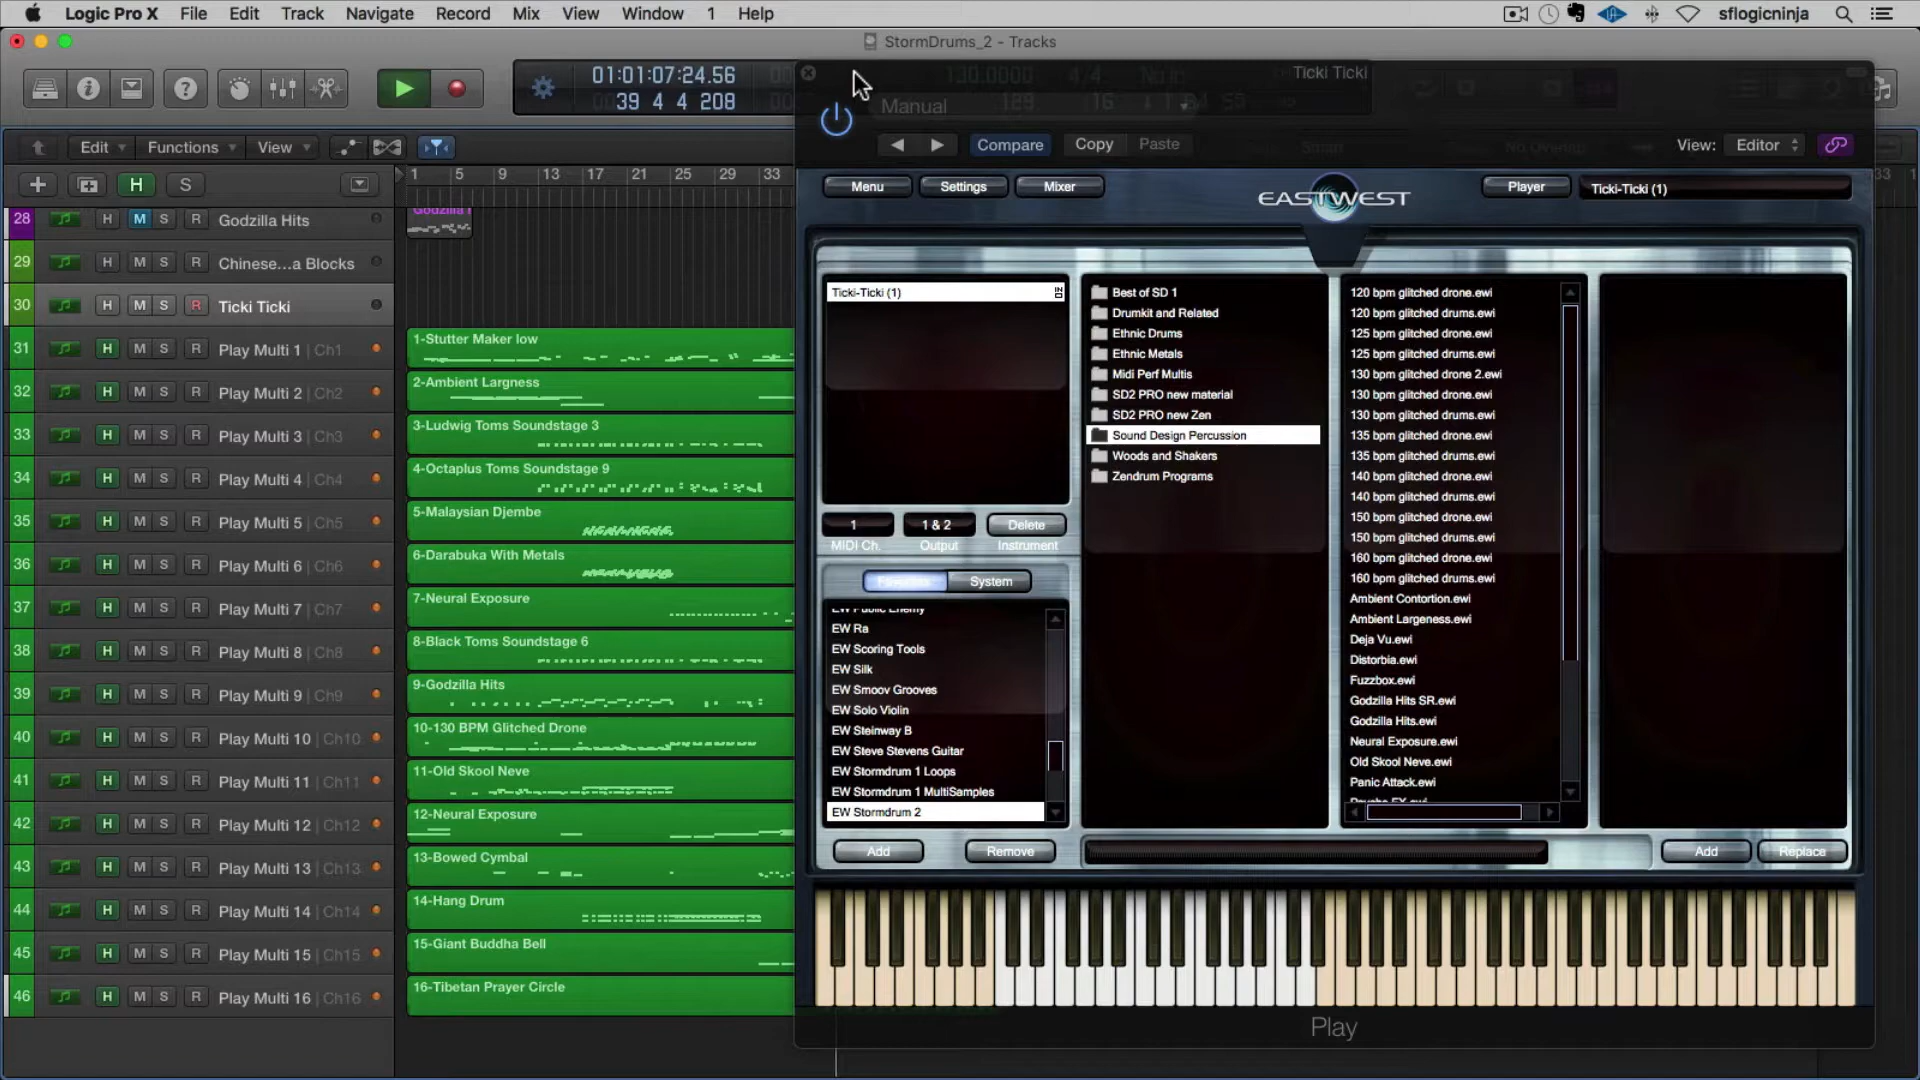 Logic Pro X File Edit Track Navigate Record Mix View Window 1 Help sflogicninja
StormDrums_2 - Tracks
01:01:07:24.56
39 4 4 208
130.0000 4/4
Ticki Ticki
Manual
Compare Copy Paste View: Editor
Edit Functions View
H S
1 5 9 13 17 21 25 29 33
Menu Settings Mixer EASTWEST Player Ticki-Ticki (1)
28 H M S R Godzilla Hits
29 H M S R Chinese…a Blocks
30 H M S R Ticki Ticki
31 H M S R Play Multi 1 | Ch1 1-Stutter Maker low
32 H M S R Play Multi 2 | Ch2 2-Ambient Largness
33 H M S R Play Multi 3 | Ch3 3-Ludwig Toms Soundstage 3
34 H M S R Play Multi 4 | Ch4 4-Octaplus Toms Soundstage 9
35 H M S R Play Multi 5 | Ch5 5-Malaysian Djembe
36 H M S R Play Multi 6 | Ch6 6-Darabuka With Metals
37 H M S R Play Multi 7 | Ch7 7-Neural Exposure
38 H M S R Play Multi 8 | Ch8 8-Black Toms Soundstage 6
39 H M S R Play Multi 9 | Ch9 9-Godzilla Hits
40 H M S R Play Multi 10 | Ch10 10-130 BPM Glitched Drone
41 H M S R Play Multi 11 | Ch11 11-Old Skool Neve
42 H M S R Play Multi 12 | Ch12 12-Neural Exposure
43 H M S R Play Multi 13 | Ch13 13-Bowed Cymbal
44 H M S R Play Multi 14 | Ch14 14-Hang Drum
45 H M S R Play Multi 15 | Ch15 15-Giant Buddha Bell
46 H M S R Play Multi 16 | Ch16 16-Tibetan Prayer Circle
Ticki-Ticki (1)
1 1 & 2 Delete
MIDI Ch. Output Instrument
Favorites System
EW Public Enemy
EW Ra
EW Scoring Tools
EW Silk
EW Smoov Grooves
EW Solo Violin
EW Steinway B
EW Steve Stevens Guitar
EW Stormdrum 1 Loops
EW Stormdrum 1 MultiSamples
EW Stormdrum 2
Add Remove
Best of SD 1
Drumkit and Related
Ethnic Drums
Ethnic Metals
Midi Perf Multis
SD2 PRO new material
SD2 PRO new Zen
Sound Design Percussion
Woods and Shakers
Zendrum Programs
120 bpm glitched drone.ewi
120 bpm glitched drums.ewi
125 bpm glitched drone.ewi
125 bpm glitched drums.ewi
130 bpm glitched drone 2.ewi
130 bpm glitched drone.ewi
130 bpm glitched drums.ewi
135 bpm glitched drone.ewi
135 bpm glitched drums.ewi
140 bpm glitched drone.ewi
140 bpm glitched drums.ewi
150 bpm glitched drone.ewi
150 bpm glitched drums.ewi
160 bpm glitched drone.ewi
160 bpm glitched drums.ewi
Ambient Contortion.ewi
Ambient Largeness.ewi
Deja Vu.ewi
Distorbia.ewi
Fuzzbox.ewi
Godzilla Hits SR.ewi
Godzilla Hits.ewi
Neural Exposure.ewi
Old Skool Neve.ewi
Panic Attack.ewi
Add Replace
Play